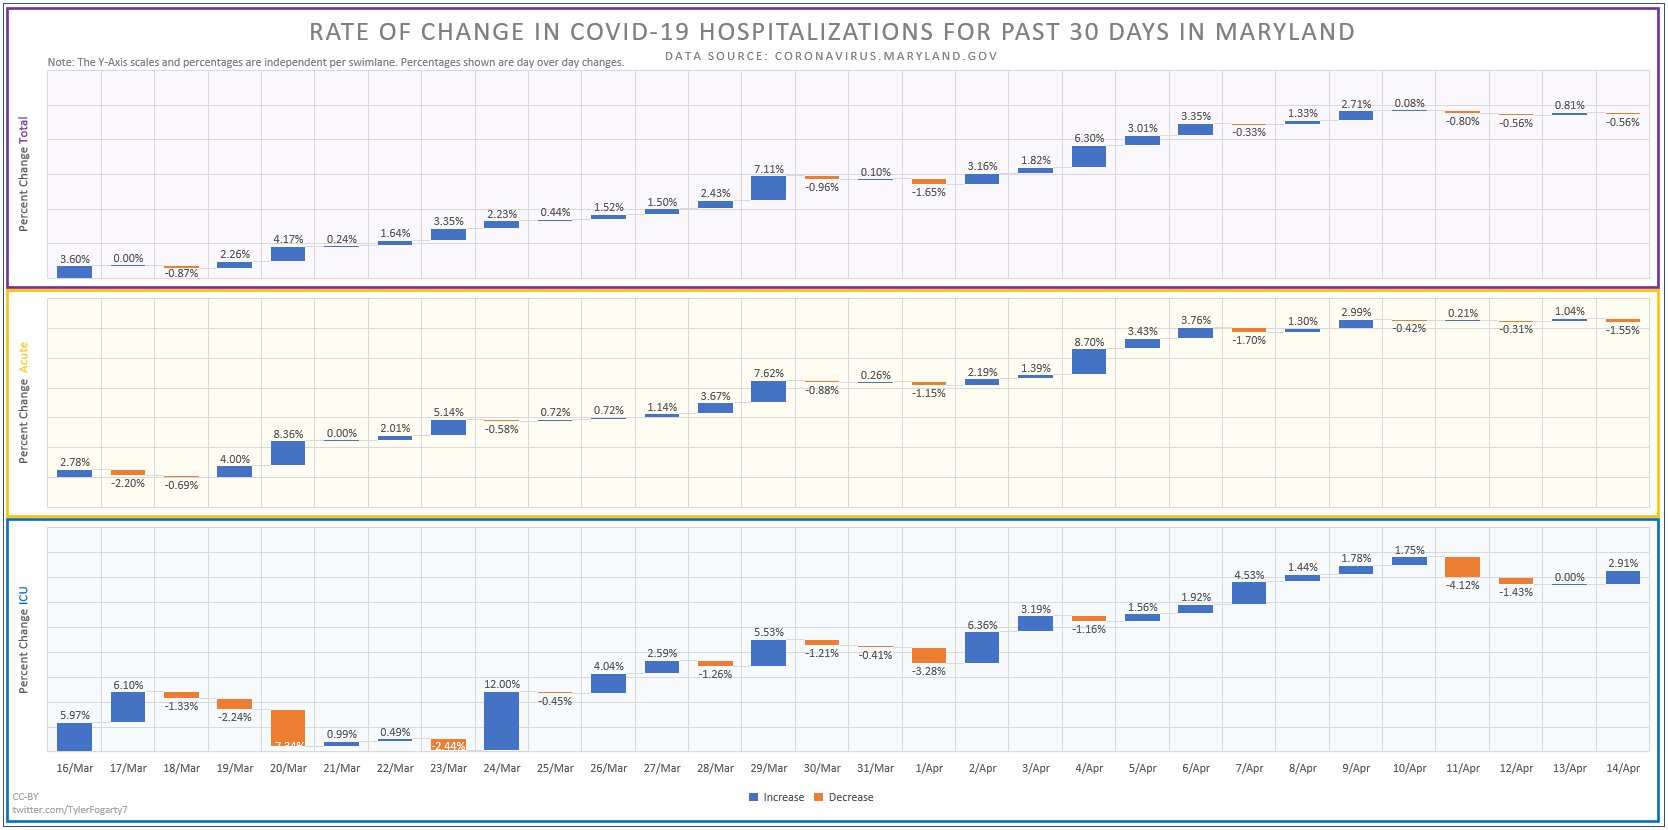 RATE OF CHANGE IN COVID-19 HOSPITALIZATIONS FOR PAST 30 DAYS IN MARYLAND
DATA SOURCE: CORONAVIRUS.MARYLAND.GOV
Note: The Y-Axis scales and percentages are independent per swimlane. Percentages shown are day over day changes.
Percent Change Total
3.60% 0.00% -0.87% 2.26% 4.17% 0.24% 1.64% 3.35% 2.23% 0.44% 1.52% 1.50% 2.43% 7.11% -0.96% 0.10% -1.65% 3.16% 1.82% 6.30% 3.01% 3.35% -0.33% 1.33% 2.71% 0.08% -0.80% -0.56% 0.81% -0.56%
Percent Change Acute
2.78% -2.20% -0.69% 4.00% 8.36% 0.00% 2.01% 5.14% -0.58% 0.72% 0.72% 1.14% 3.67% 7.62% -0.88% 0.26% -1.15% 2.19% 1.39% 8.70% 3.43% 3.76% -1.70% 1.30% 2.99% -0.42% 0.21% -0.31% 1.04% -1.55%
Percent Change ICU
5.97% 6.10% -1.33% -2.24% -7.34% 0.99% 0.49% -2.44% 12.00% -0.45% 4.04% 2.59% -1.26% 5.53% -1.21% -0.41% -3.28% 6.36% 3.19% -1.16% 1.56% 1.92% 4.53% 1.44% 1.78% 1.75% -4.12% -1.43% 0.00% 2.91%
16/Mar 17/Mar 18/Mar 19/Mar 20/Mar 21/Mar 22/Mar 23/Mar 24/Mar 25/Mar 26/Mar 27/Mar 28/Mar 29/Mar 30/Mar 31/Mar 1/Apr 2/Apr 3/Apr 4/Apr 5/Apr 6/Apr 7/Apr 8/Apr 9/Apr 10/Apr 11/Apr 12/Apr 13/Apr 14/Apr
Increase Decrease
CC-BY
twitter.com/TylerFogarty7